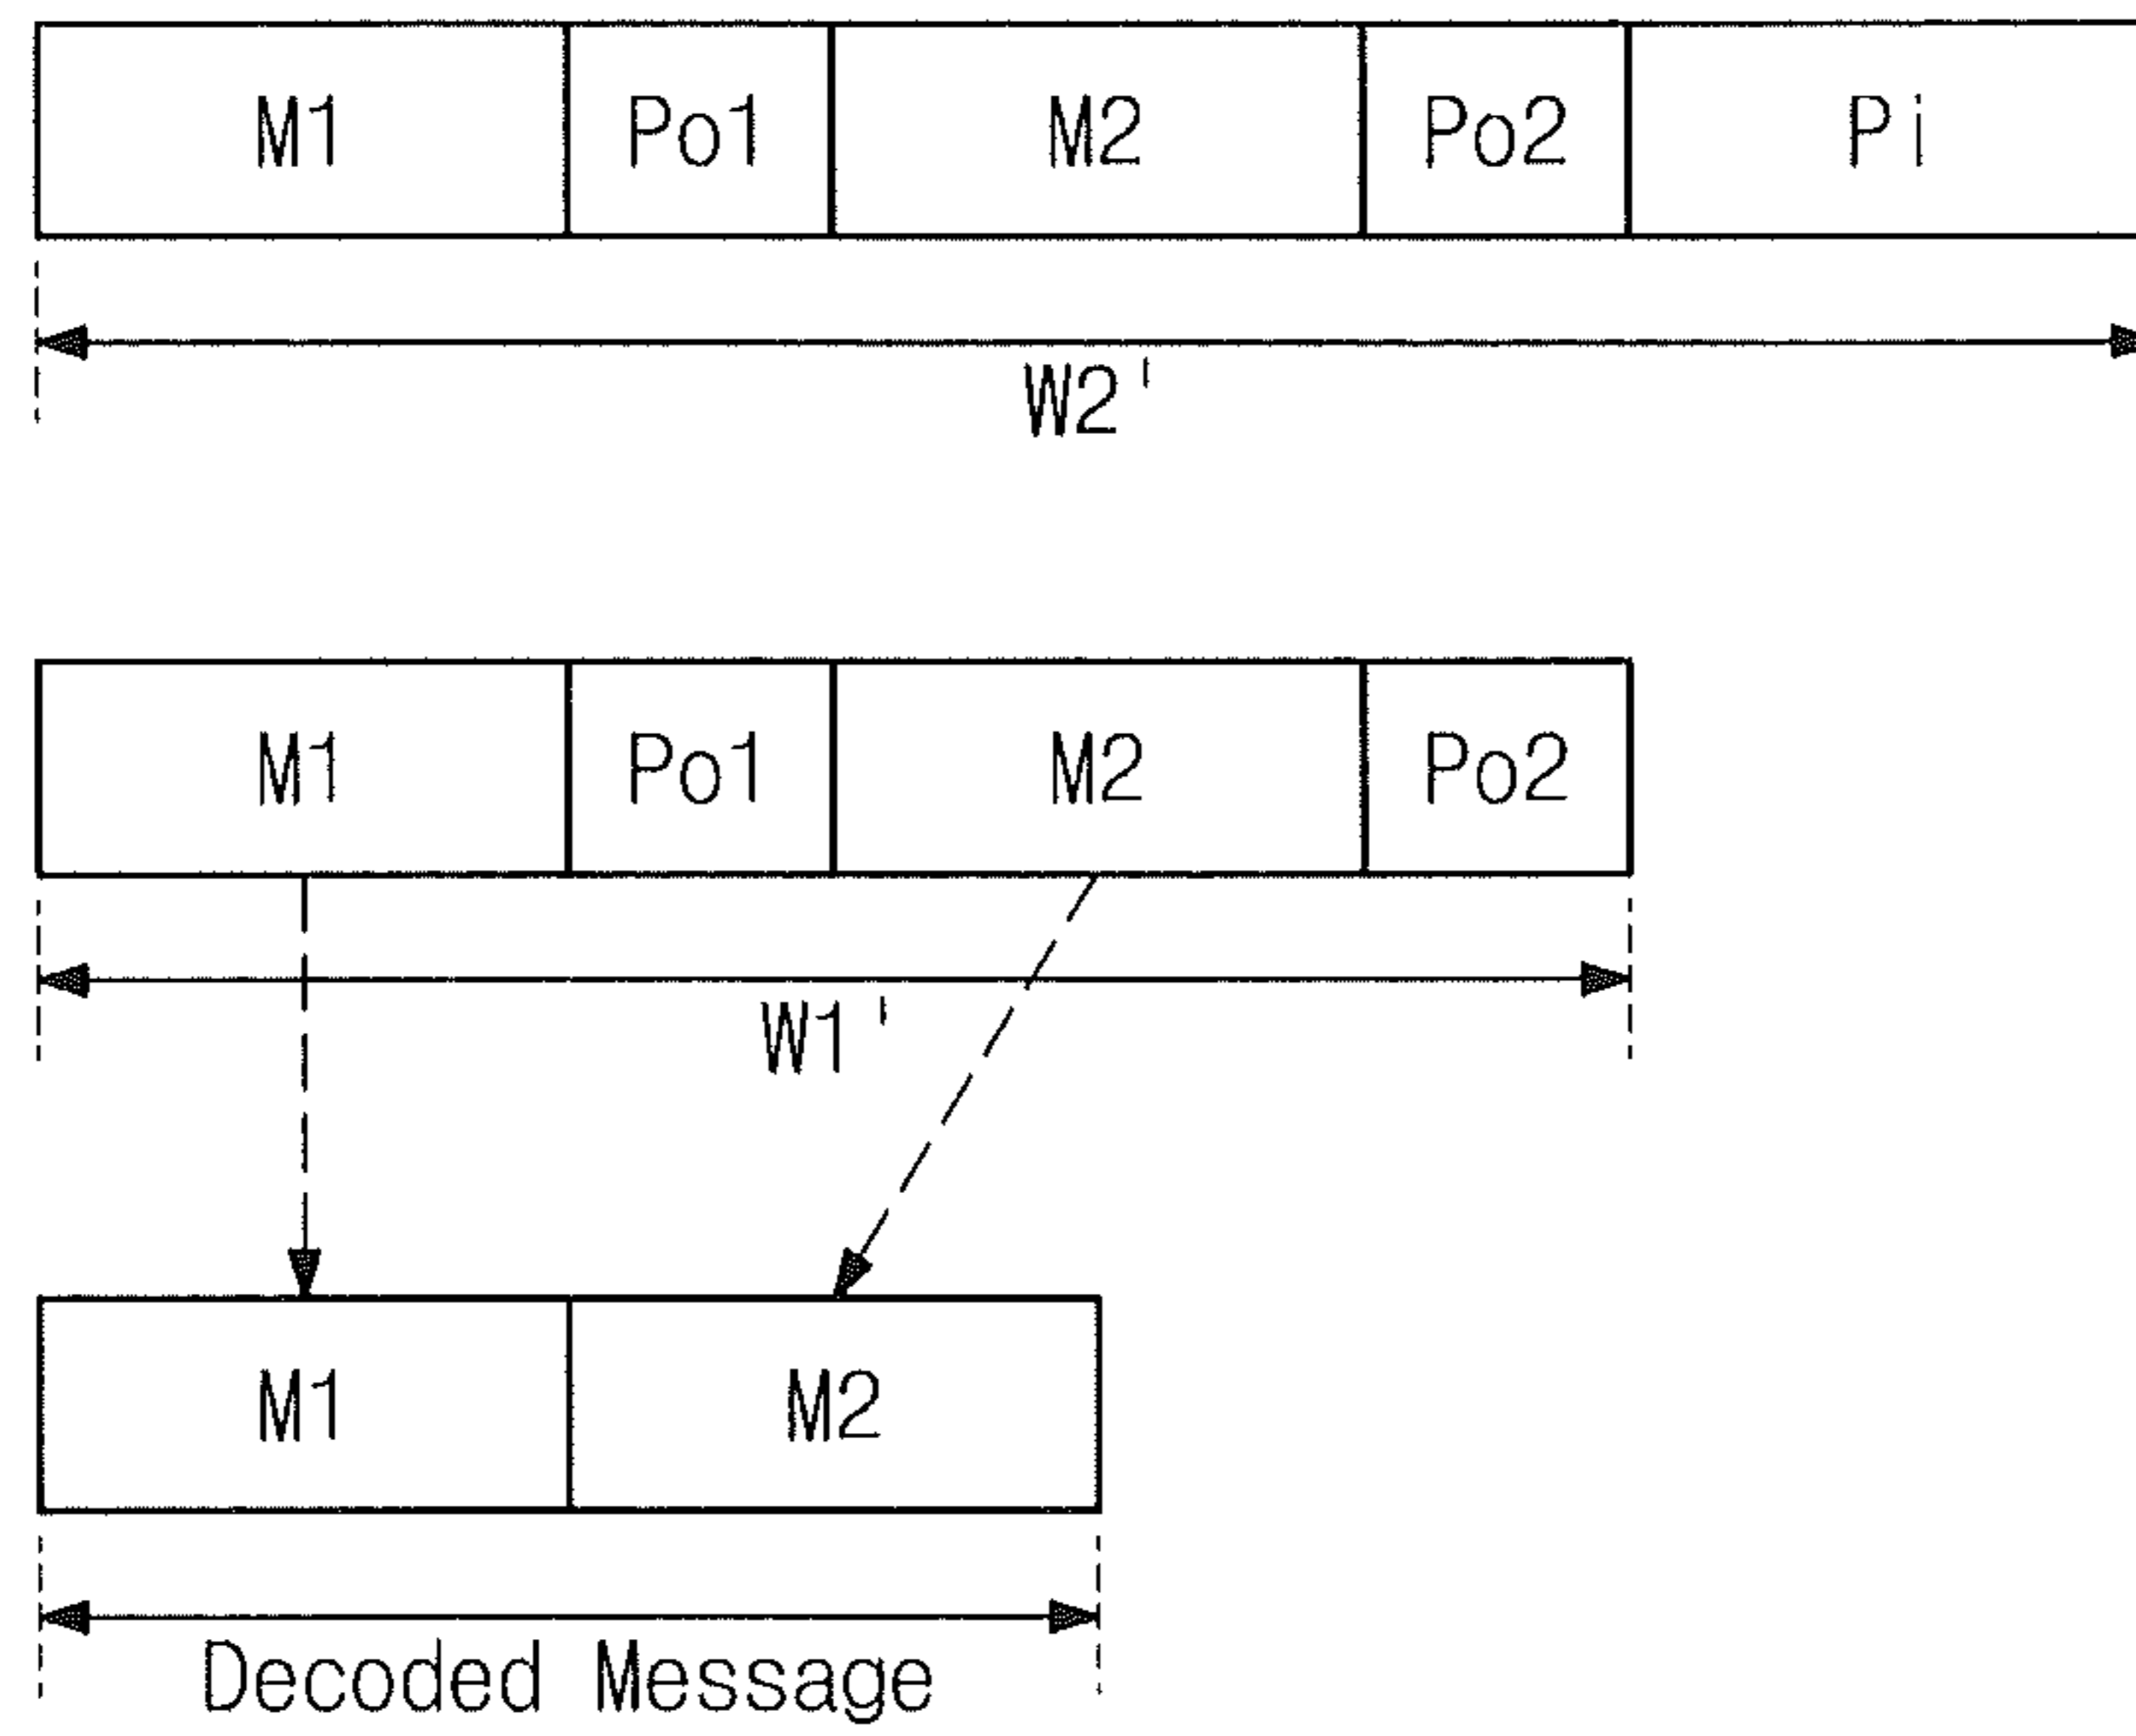 M1 Po1 M2 Po2 Pi
W2'
M1 Po1 M2 Po2
W1'
M1 M2
Decoded Message